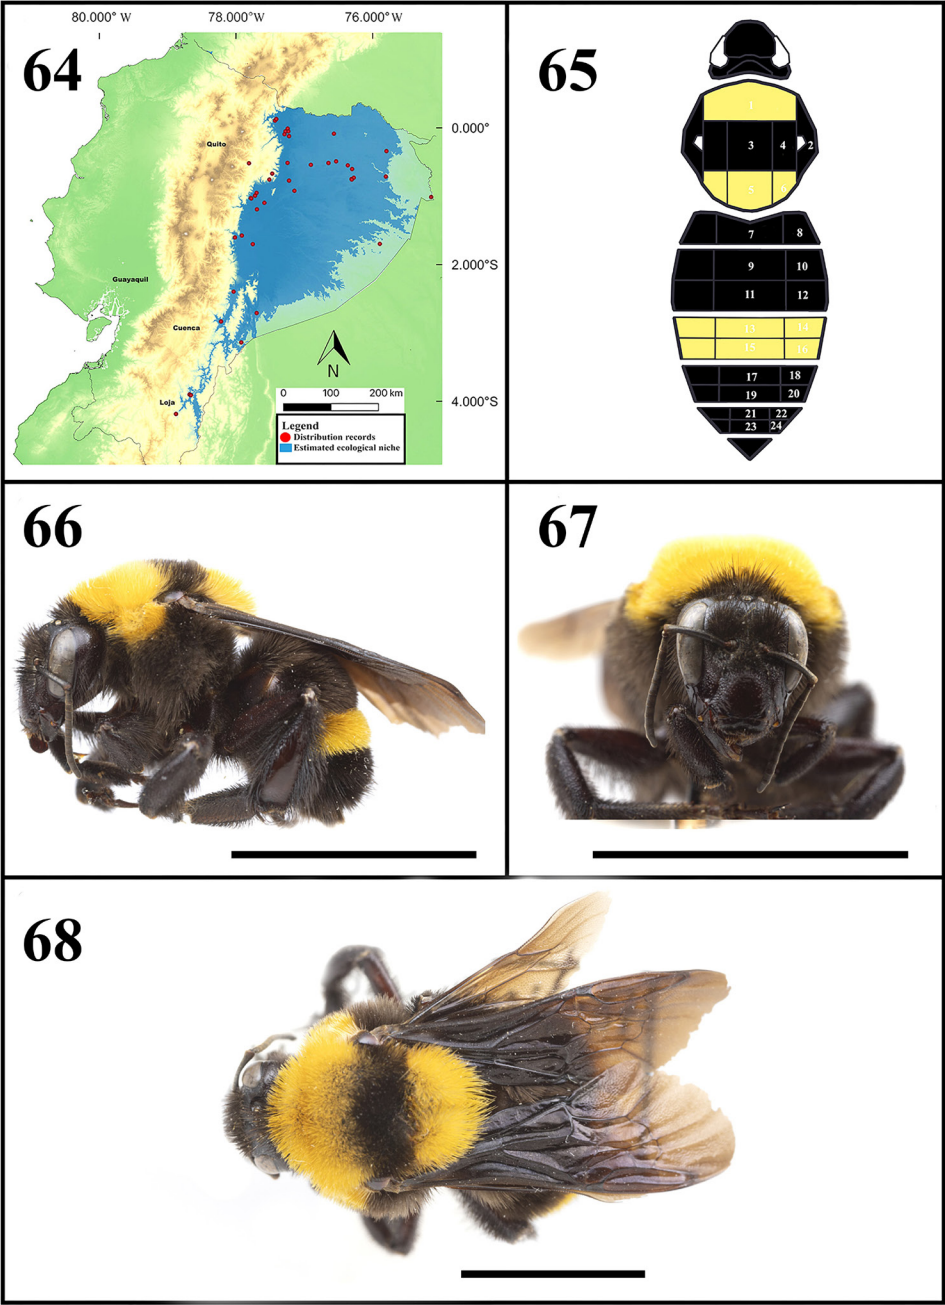 80.000° W 78.000°W 76.000°W
64
0.000°
Quito
2.000°S
Guayaquil
Cuenca
N
Loja
0 100 200 km
4.000°S
Legend
Distribution records
Estimated ecological niche
65
1
3 4 2
5 6
7 8
9 10
11 12
13 14
15 16
17 18
19 20
21 22
23 24
66
67
68